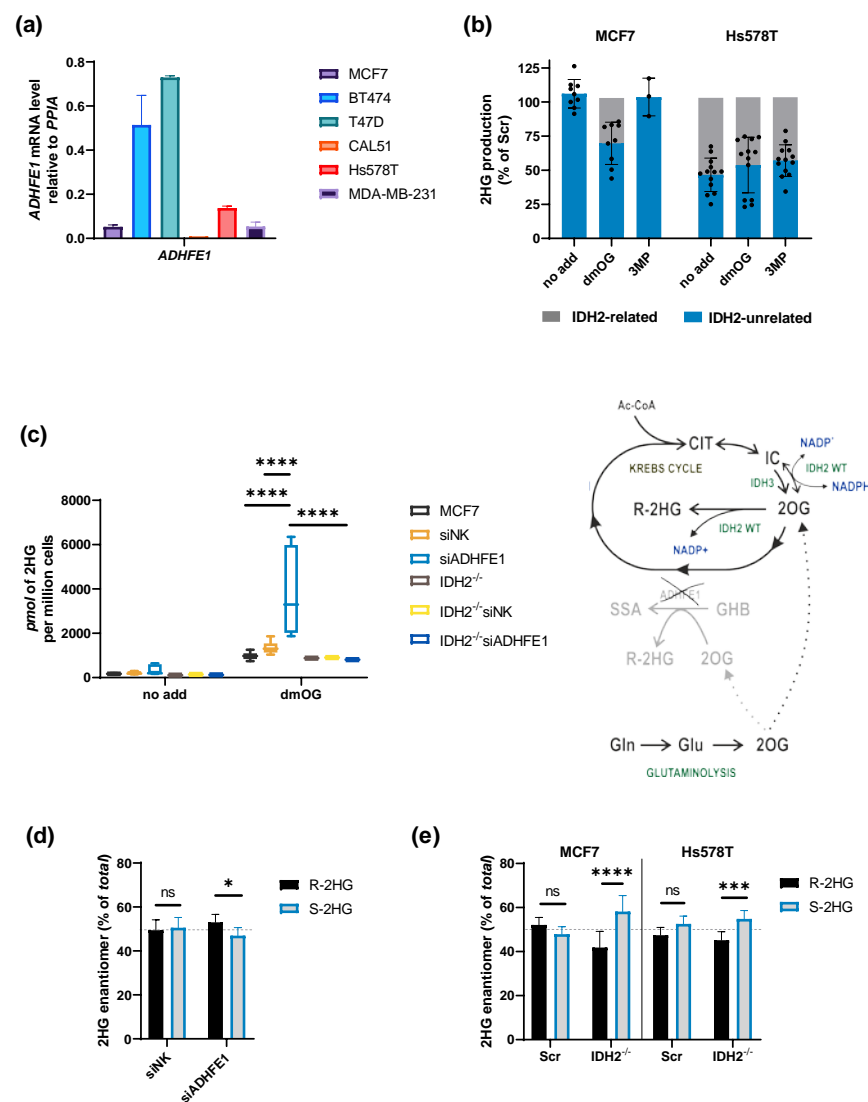 (a)
ADHFE1 mRNA level
relative to PPIA
0.8
0.6
0.4
0.2
0.0
ADHFE1
MCF7
BT474
T47D
CAL51
Hs578T
MDA-MB-231
(b)
MCF7
Hs578T
2HG production
(% of Scr)
125
100
75
50
25
0
no add
dmOG
3MP
no add
dmOG
3MP
IDH2-related
IDH2-unrelated
(c)
pmol of 2HG
per million cells
8000
6000
4000
2000
0
****
****
****
no add
dmOG
MCF7
siNK
siADHFE1
IDH2-/-
IDH2-/-siNK
IDH2-/-siADHFE1
Ac-CoA
CIT
IC
NADP+
IDH2 WT
NADPH
KREBS CYCLE
IDH3
R-2HG
2OG
IDH2 WT
NADP+
ADHFE1
SSA
GHB
R-2HG
2OG
Gln
Glu
2OG
GLUTAMINOLYSIS
(d)
2HG enantiomer (% of total)
80
60
40
20
0
ns
*
siNK
siADHFE1
R-2HG
S-2HG
(e)
MCF7
Hs578T
2HG enantiomer (% of total)
80
60
40
20
0
ns
****
ns
***
Scr
IDH2-/-
Scr
IDH2-/-
R-2HG
S-2HG